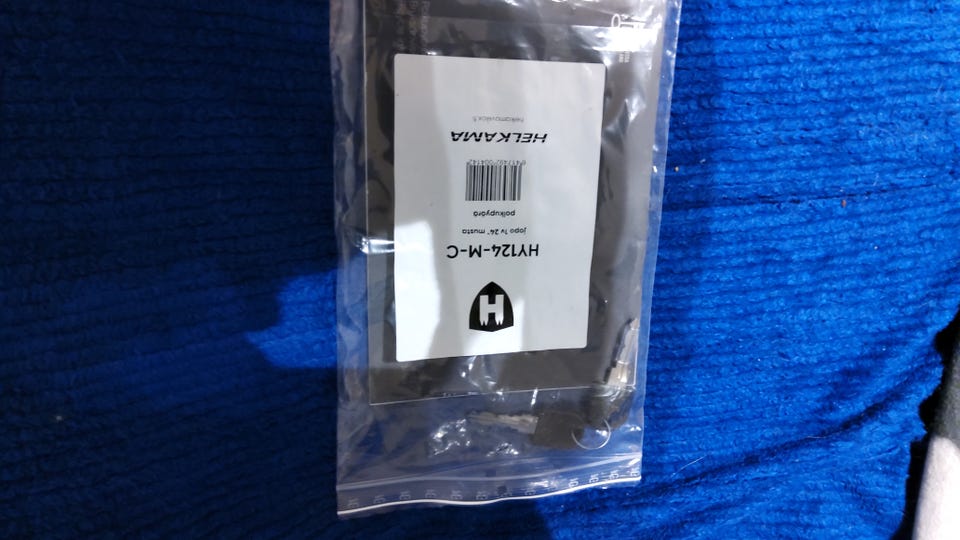 H
HY124-M-C
jopo 1v 24" musta
polkupyörä
HELKAMA
helkamavelox.fi